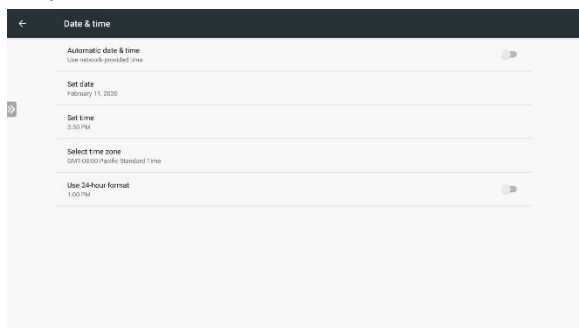 Date & time
Automatic date & time
Use network-provided time
Set date
February 11, 2020
Set time
3:50 PM
Select time zone
GMT-08:00 Pacific Standard Time
Use 24-hour format
1:00 PM